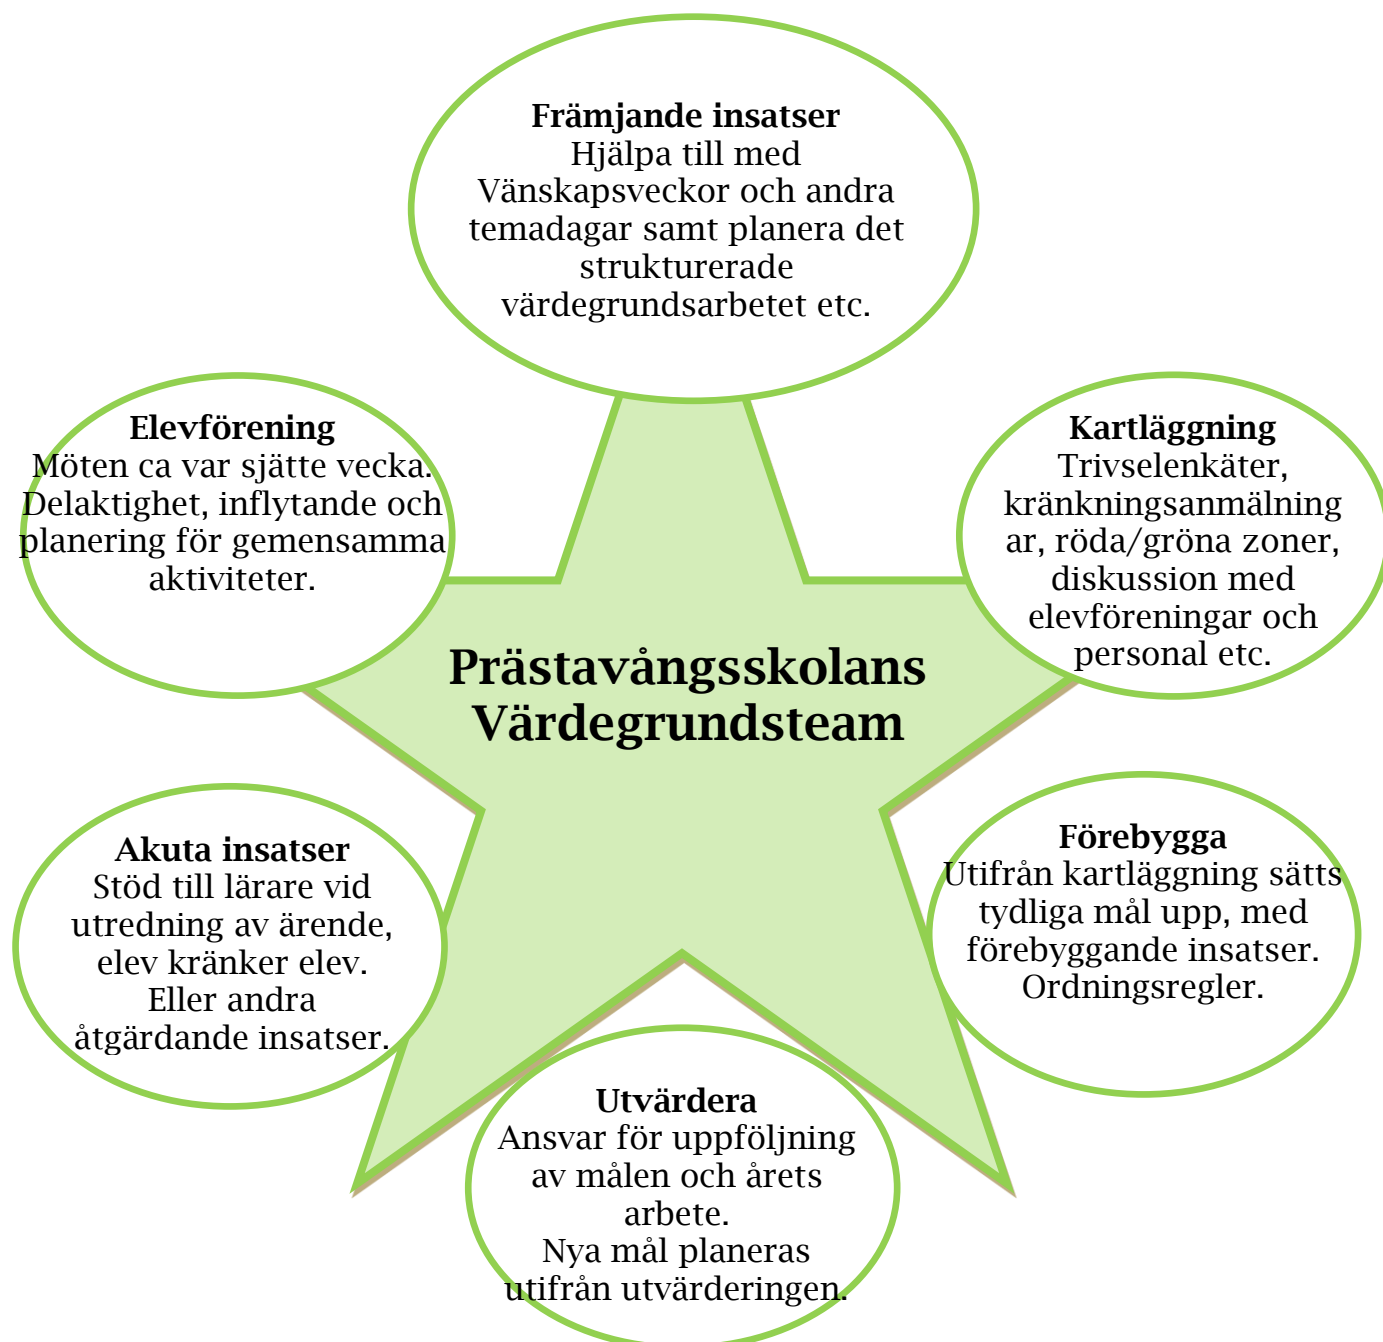 Främjande insatser
Hjälpa till med
Vänskapsveckor och andra
temadagar samt planera det
strukturerade
värdegrundsarbetet etc.
Elevförening
Möten ca var sjätte vecka.
Delaktighet, inflytande och
planering för gemensamma
aktiviteter.
Kartläggning
Trivselenkäter,
kränkningsanmälning
ar, röda/gröna zoner,
diskussion med
elevföreningar och
personal etc.
Prästavångsskolans
Värdegrundsteam
Akuta insatser
Stöd till lärare vid
utredning av ärende,
elev kränker elev.
Eller andra
åtgärdande insatser.
Förebygga
Utifrån kartläggning sätts
tydliga mål upp, med
förebyggande insatser.
Ordningsregler.
Utvärdera
Ansvar för uppföljning
av målen och årets
arbete.
Nya mål planeras
utifrån utvärderingen.